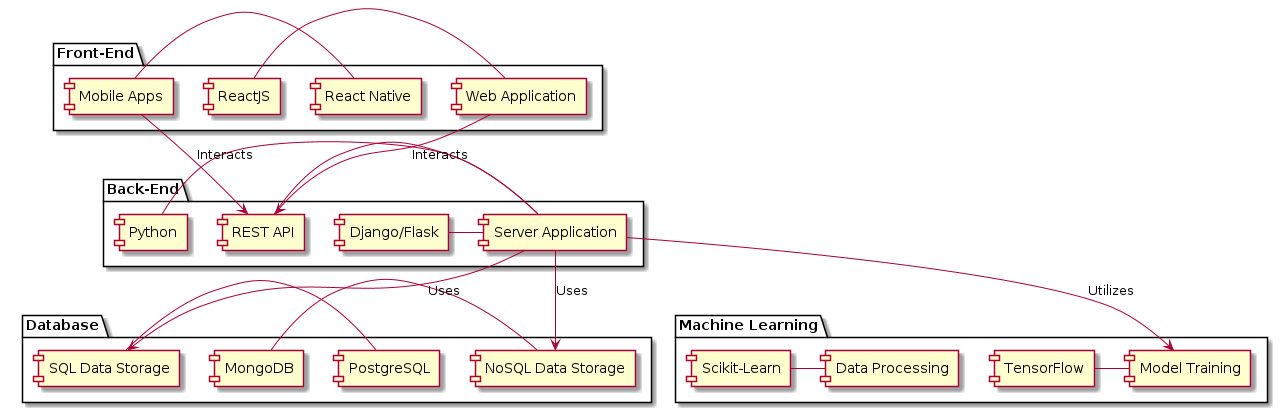 Front-End
Mobile Apps
ReactJS
React Native
Web Application
Interacts
Interacts
Back-End
Python
REST API
Django/Flask
Server Application
Uses
Uses
Utilizes
Database
SQL Data Storage
MongoDB
PostgreSQL
NoSQL Data Storage
Machine Learning
Scikit-Learn
Data Processing
TensorFlow
Model Training